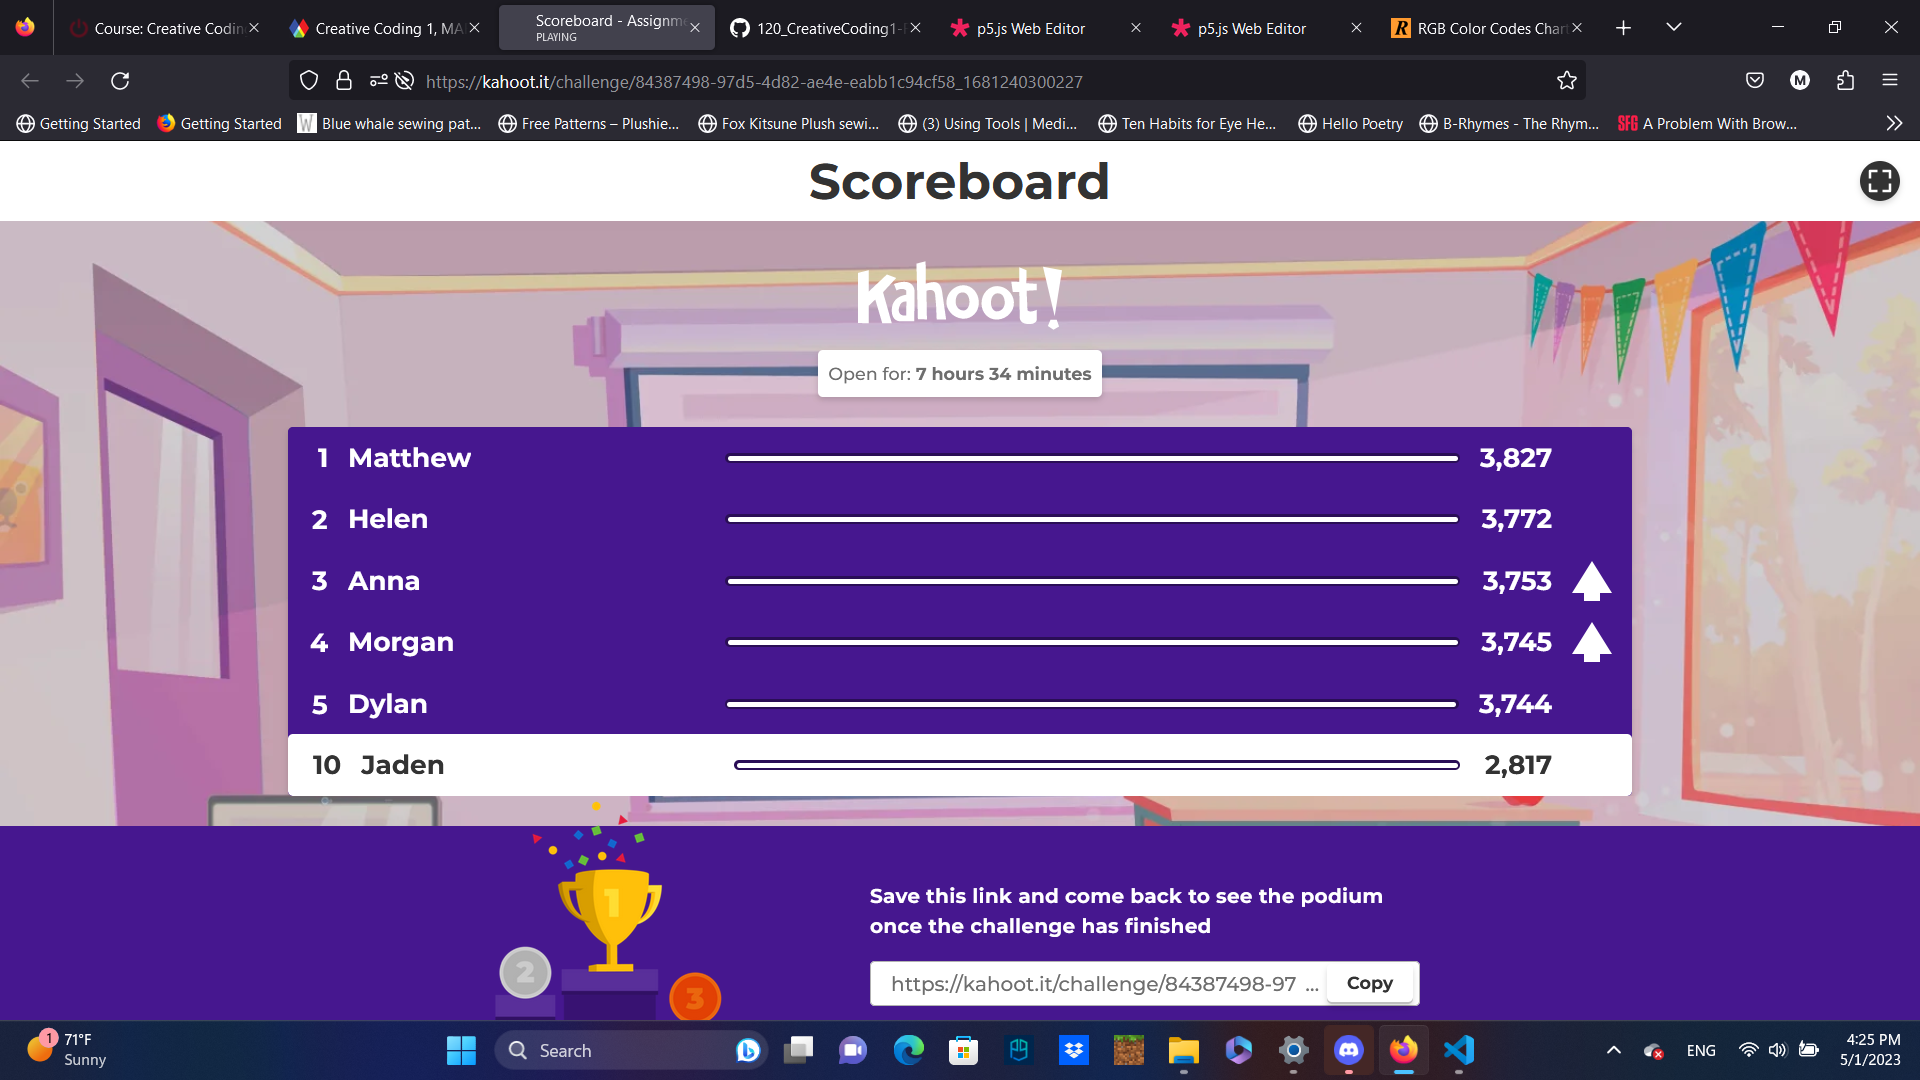 Course: Creative Codin
Creative Coding 1, MA
Scoreboard - Assignme
PLAYING
120_CreativeCoding1-F
p5.js Web Editor
p5.js Web Editor
RGB Color Codes Chart
https://kahoot.it/challenge/84387498-97d5-4d82-ae4e-eabb1c94cf58_1681240300227
M
Getting Started
Getting Started
W
Blue whale sewing pat...
Free Patterns – Plushie...
Fox Kitsune Plush sewi...
(3) Using Tools | Medi...
Ten Habits for Eye He...
Hello Poetry
B-Rhymes - The Rhym...
SFG
A Problem With Brow...
Scoreboard
Kahoot!
Open for: 7 hours 34 minutes
1 Matthew 3,827
2 Helen 3,772
3 Anna 3,753
4 Morgan 3,745
5 Dylan 3,744
10 Jaden 2,817
1
2
3
Save this link and come back to see the podium
once the challenge has finished
https://kahoot.it/challenge/84387498-97 ...
Copy
1
71°F
Sunny
Search
ENG
4:25 PM
5/1/2023